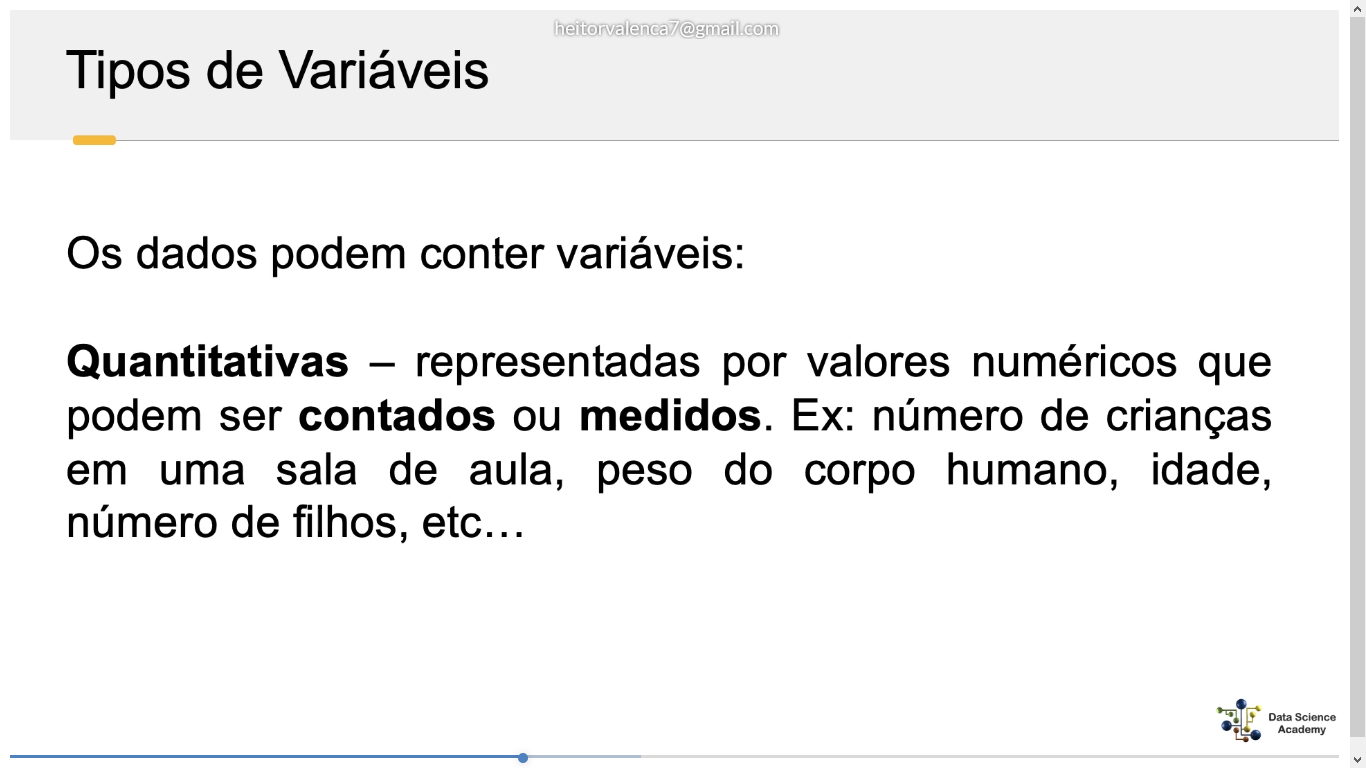 heitorvalenca7@gmail.com
Tipos de Variáveis
Os dados podem conter variáveis:
Quantitativas – representadas por valores numéricos que
podem ser contados ou medidos. Ex: número de crianças
em uma sala de aula, peso do corpo humano, idade,
número de filhos, etc…
Data Science
Academy